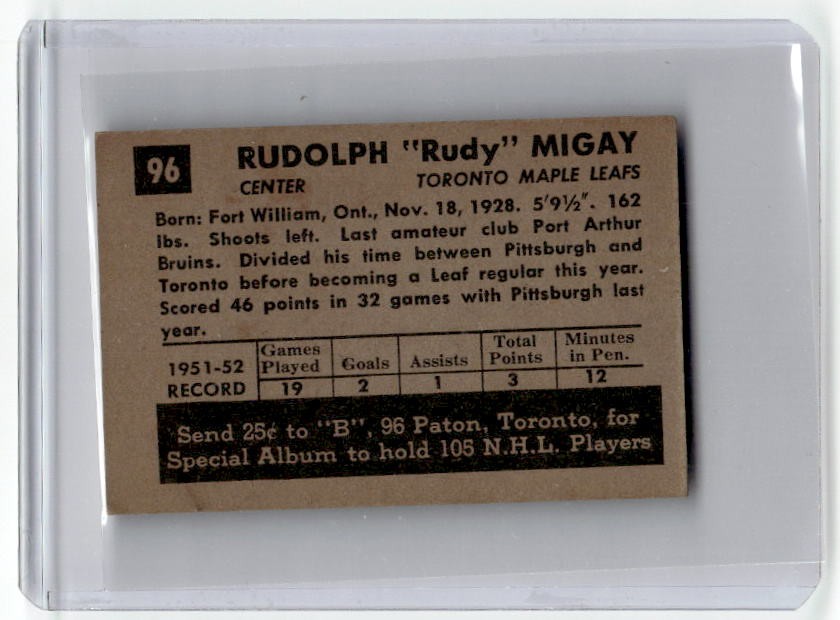 96
RUDOLPH "Rudy" MIGAY
CENTER TORONTO MAPLE LEAFS
Born: Fort William, Ont., Nov. 18, 1928. 5'9½". 162
lbs. Shoots left. Last amateur club Port Arthur
Bruins. Divided his time between Pittsburgh and
Toronto before becoming a Leaf regular this year.
Scored 46 points in 32 games with Pittsburgh last
year.
1951-52 RECORD
Games Played Goals Assists Total Points Minutes in Pen.
19 2 1 3 12
Send 25¢ to "B", 96 Paton, Toronto, for
Special Album to hold 105 N.H.L. Players